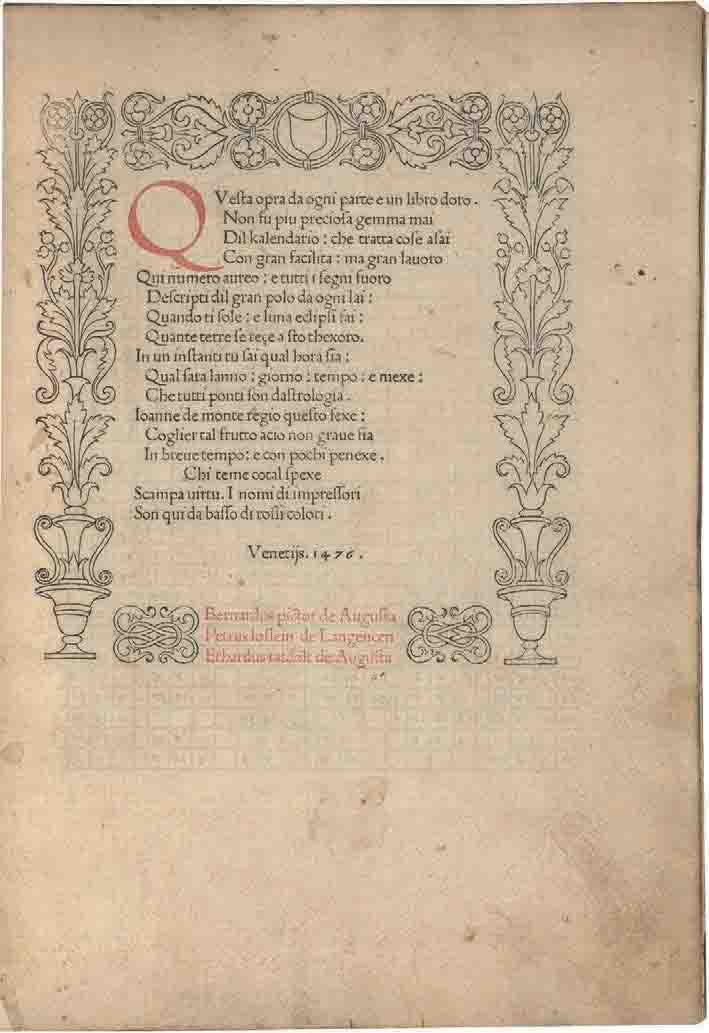 QVeſta opra da ogni parte e un libro doro.
Non fu piu precioſa gemma mai
Dil kalendario: che tratta coſe aſai
Con gran facilita: ma gran lauoro
Qui numero aureo: e tutti i ſegni fuoro
Deſcripti dil gran polo da ogni lai:
Quando ti ſole: e luna eclipſi fai:
Quante terre ſe reçe a ſto thexoro.
In un inſtanti tu ſai qual hora ſia:
Qual ſara lanno: giorno: tempo: e mexe:
Che tutti ponti ſon daſtrologia.
Ioanne de monte regio queſto fexe:
Coglier tal frutto acio non graue ſia
In breue tempo: e con pochi penexe.
Chi teme cotal ſpexe
Scampa uirtu. I nomi di impreſſori
Son qui da baſſo di roſſi colori.
Venetijs. 1476.
Bernardus pictor de Auguſta
Petrus loſlein de Langencen
Erhardus ratdolt de Auguſta